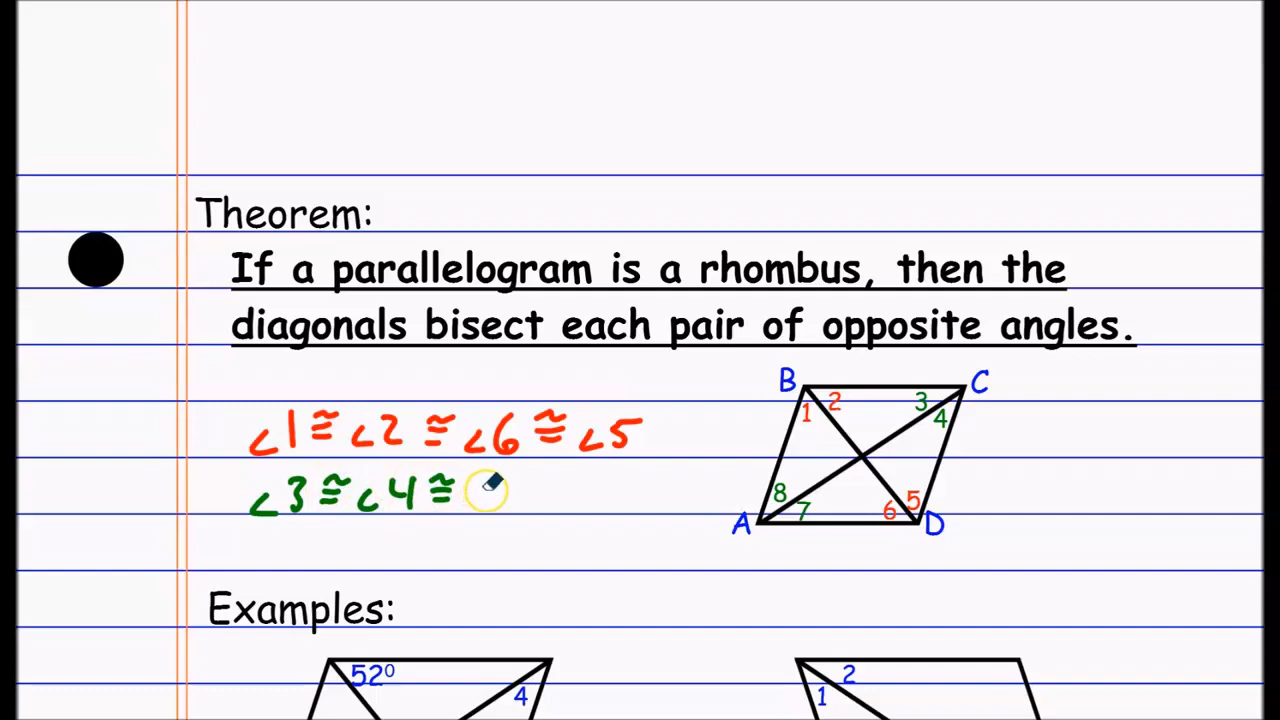 Theorem:
If a parallelogram is a rhombus, then the
diagonals bisect each pair of opposite angles.
B C
1 2 3 4
∠1 ≅ ∠2 ≅ ∠6 ≅ ∠5
∠3 ≅ ∠4 ≅
8 7 6 5
A D
Examples:
52⁰ 4
2
1